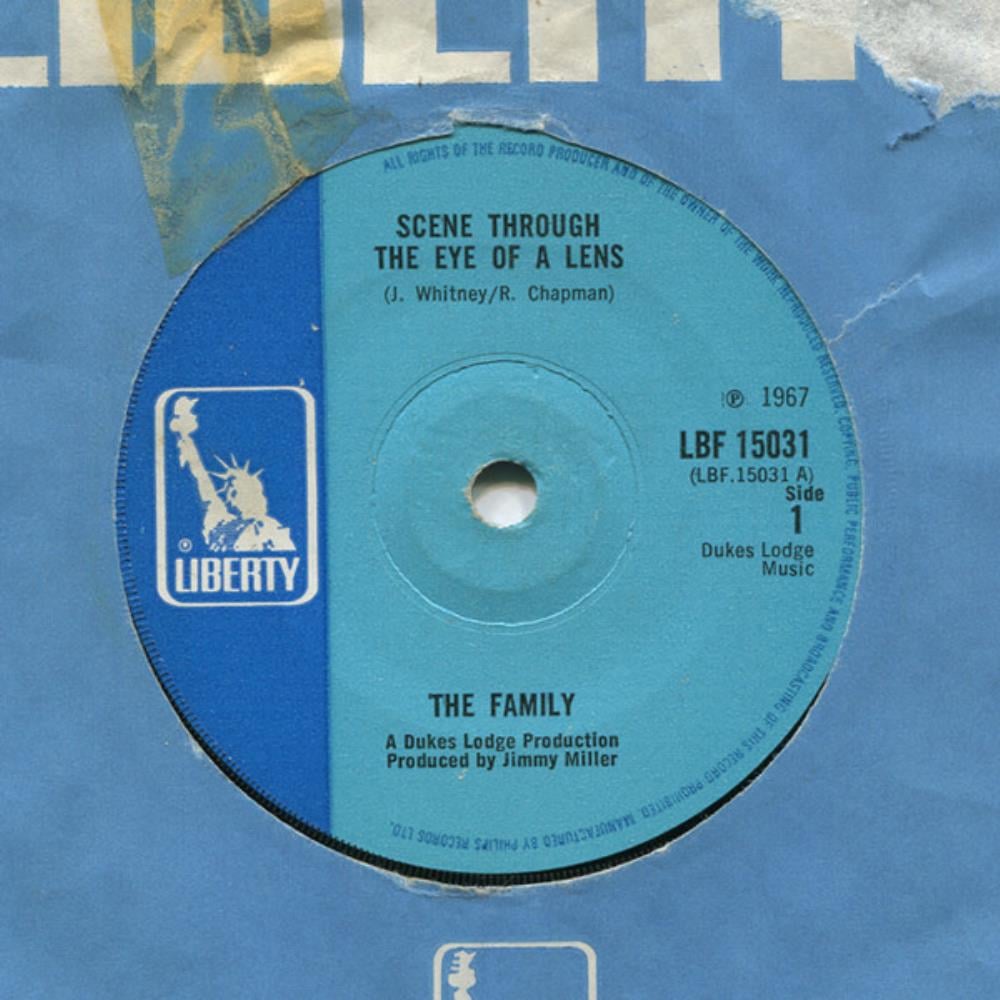 LIBERTY
ALL RIGHTS OF THE RECORD PRODUCER AND OF THE OWNER OF THE WORK REPRODUCED RESERVED. COPYING, PUBLIC PERFORMANCE AND BROADCASTING OF THIS RECORD PROHIBITED. MANUFACTURED BY PHILIPS RECORDS LTD.
SCENE THROUGH
THE EYE OF A LENS
(J. Whitney/R. Chapman)
℗ 1967
LBF 15031
(LBF.15031 A)
Side
1
Dukes Lodge
Music
® LIBERTY
THE FAMILY
A Dukes Lodge Production
Produced by Jimmy Miller